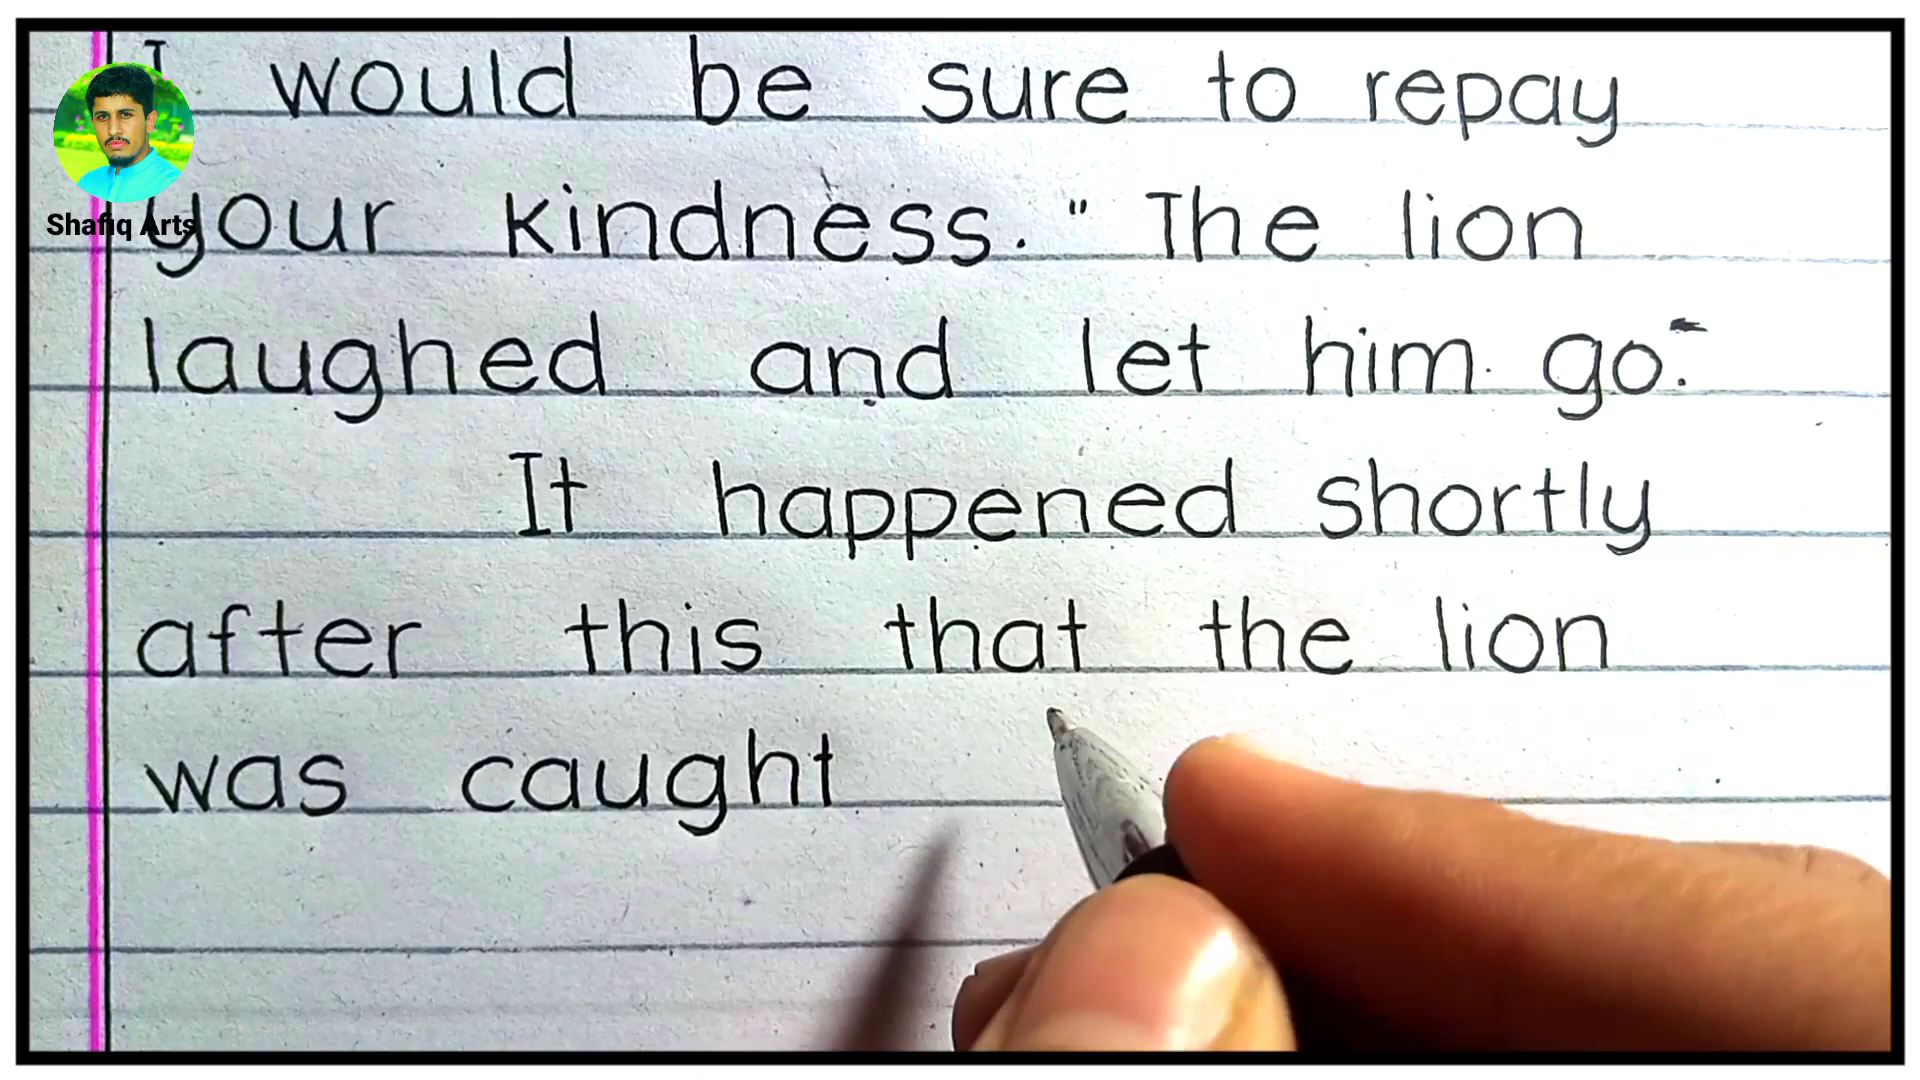 I would be sure to repay
Shafiq Arts
your kindness." The lion
laughed and let him go.
It happened shortly
after this that the lion
was caught